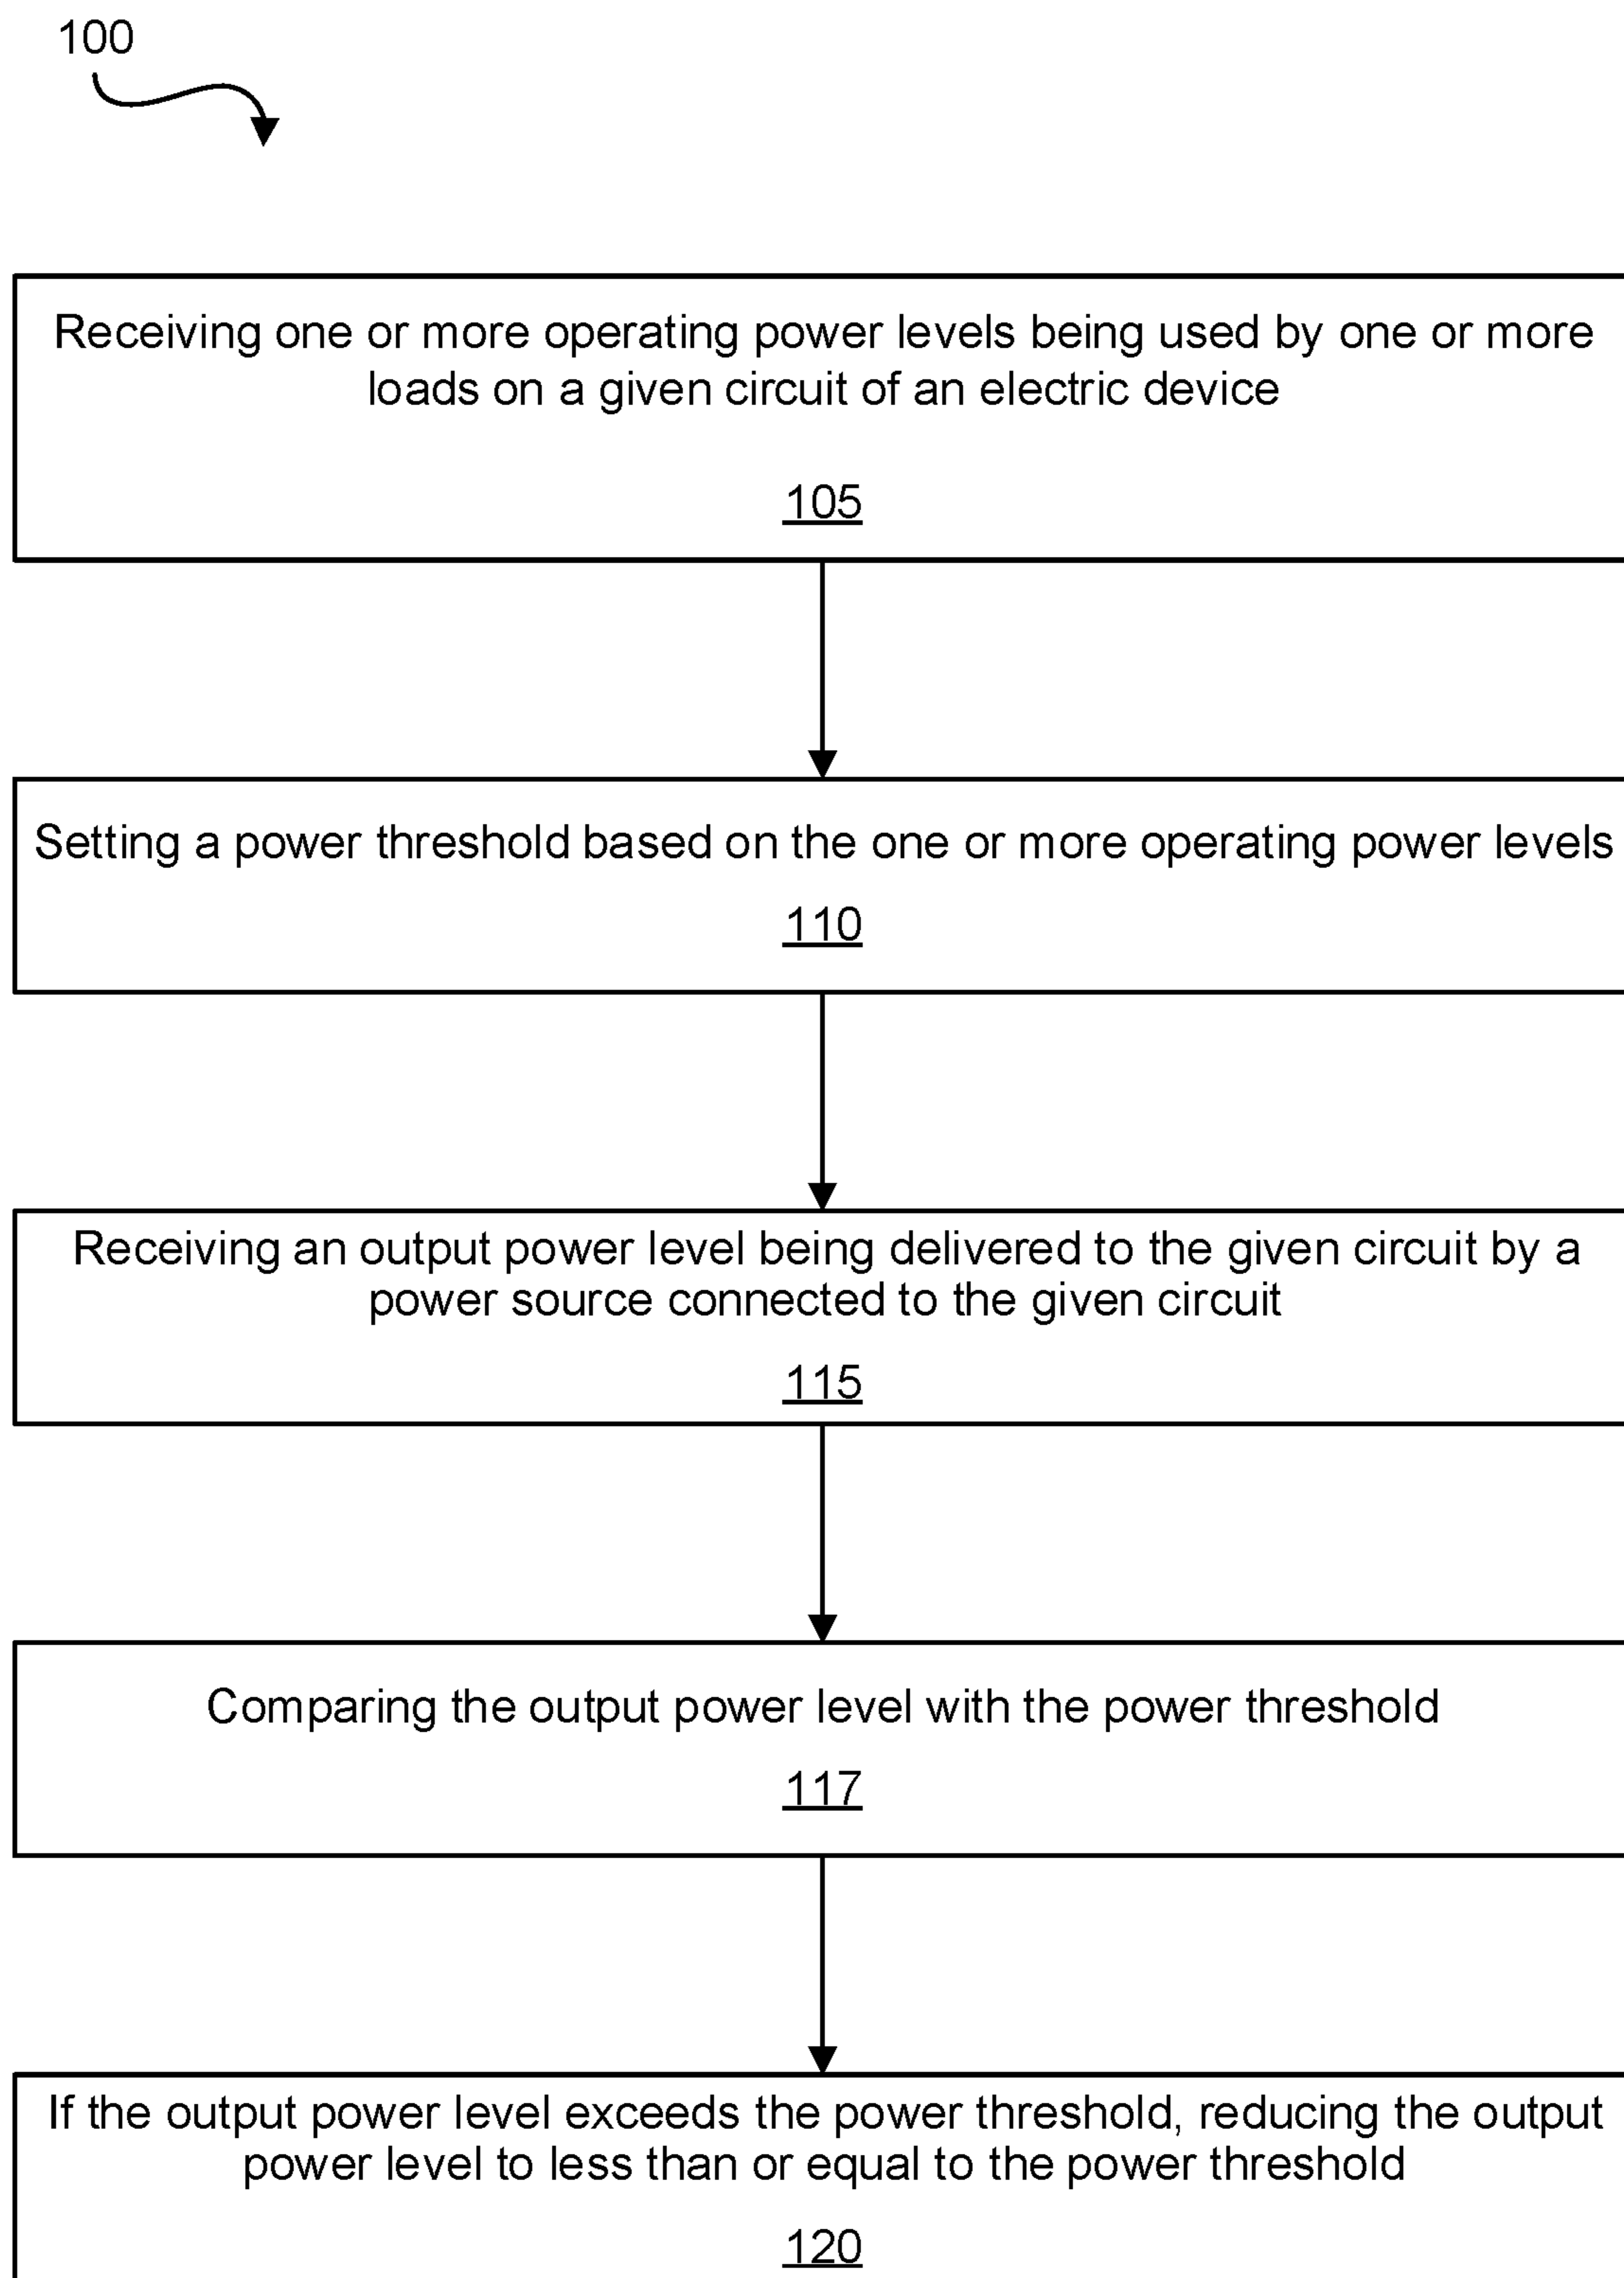 100
Receiving one or more operating power levels being used by one or more
loads on a given circuit of an electric device
105
Setting a power threshold based on the one or more operating power levels
110
Receiving an output power level being delivered to the given circuit by a
power source connected to the given circuit
115
Comparing the output power level with the power threshold
117
If the output power level exceeds the power threshold, reducing the output
power level to less than or equal to the power threshold
120